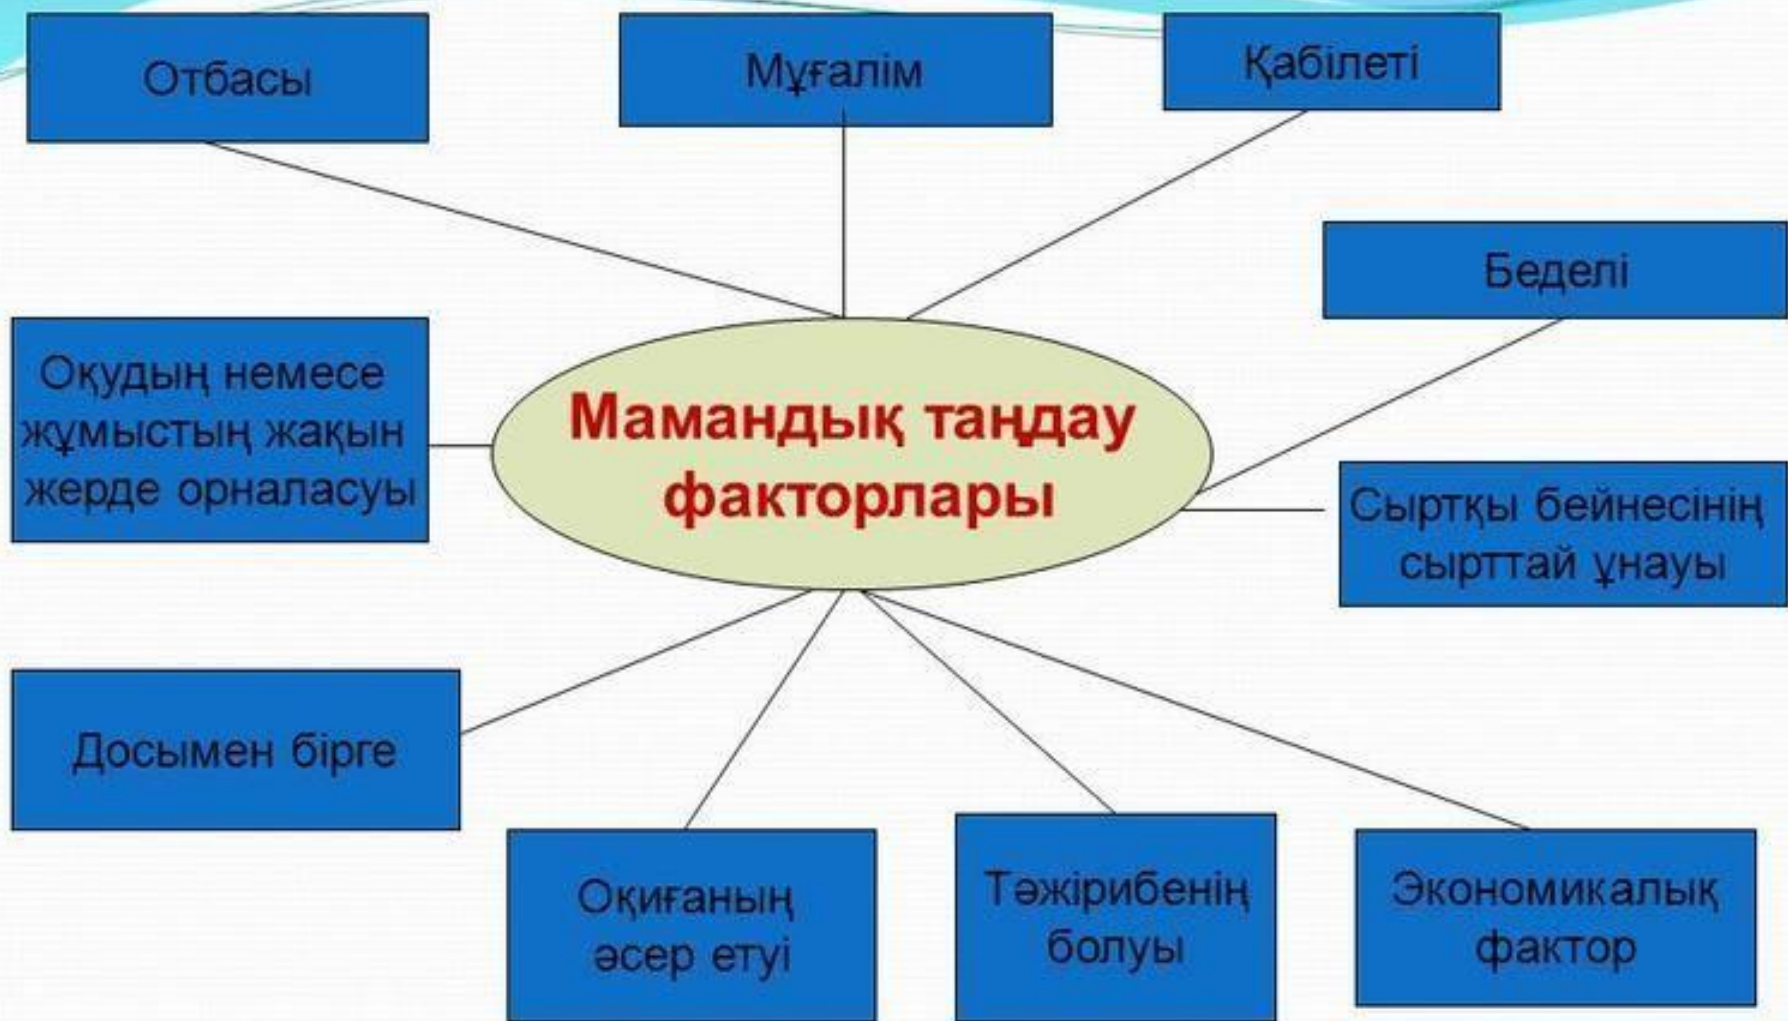 Отбасы
Мұғалім
Қабілеті
Беделі
Оқудың немесе
жұмыстың жақын
жерде орналасуы
Мамандық таңдау
факторлары
Сыртқы бейнесінің
сырттай ұнауы
Досымен бірге
Оқиғаның
әсер етуі
Тәжірибенің
болуы
Экономикалық
фактор